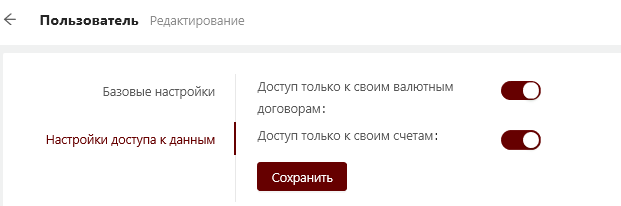 Пользователь Редактирование
Базовые настройки
Настройки доступа к данным
Доступ только к своим валютным
договорам:
Доступ только к своим счетам:
Сохранить